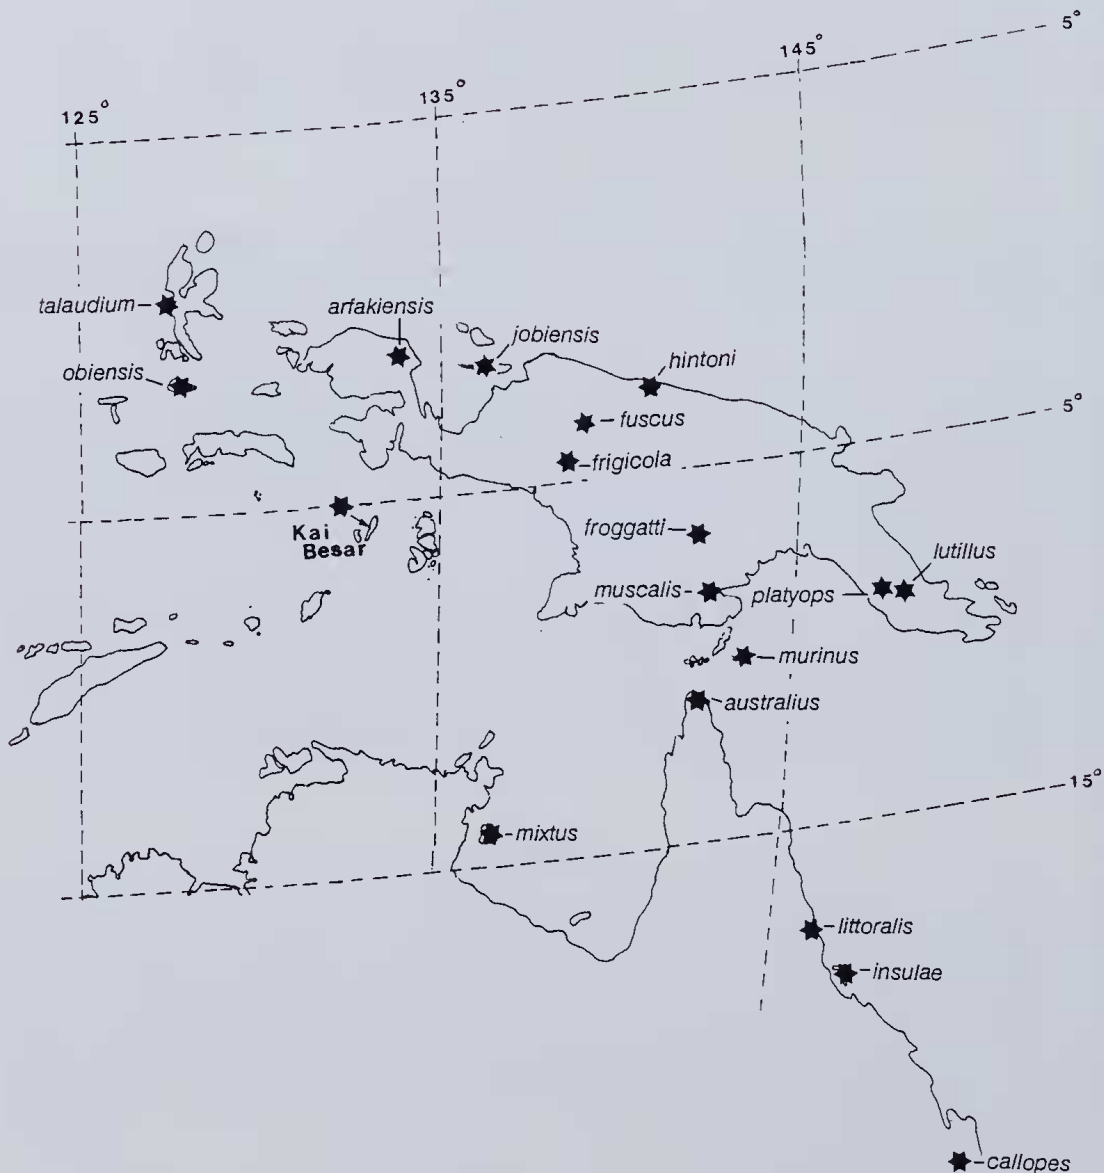 5°
145°
135°
125°
talaudium
arfakiensis
jobiensis
hintoni
obiensis
fuscus
5°
frigicola
Kai
Besar
froggatti
lutillus
muscalis
platyops
murinus
australius
15°
mixtus
littoralis
insulae
callopes